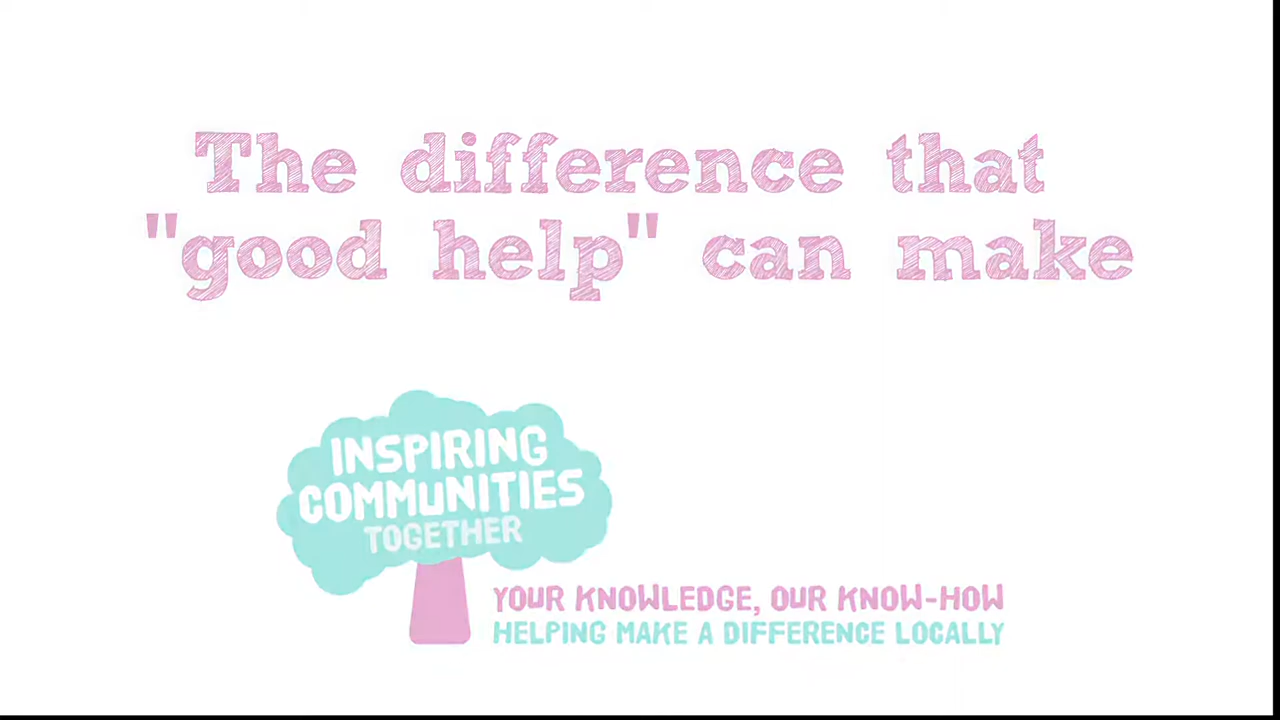 The difference that
"good help" can make
INSPIRING
COMMUNITIES
TOGETHER
YOUR KNOWLEDGE, OUR KNOW-HOW
HELPING MAKE A DIFFERENCE LOCALLY